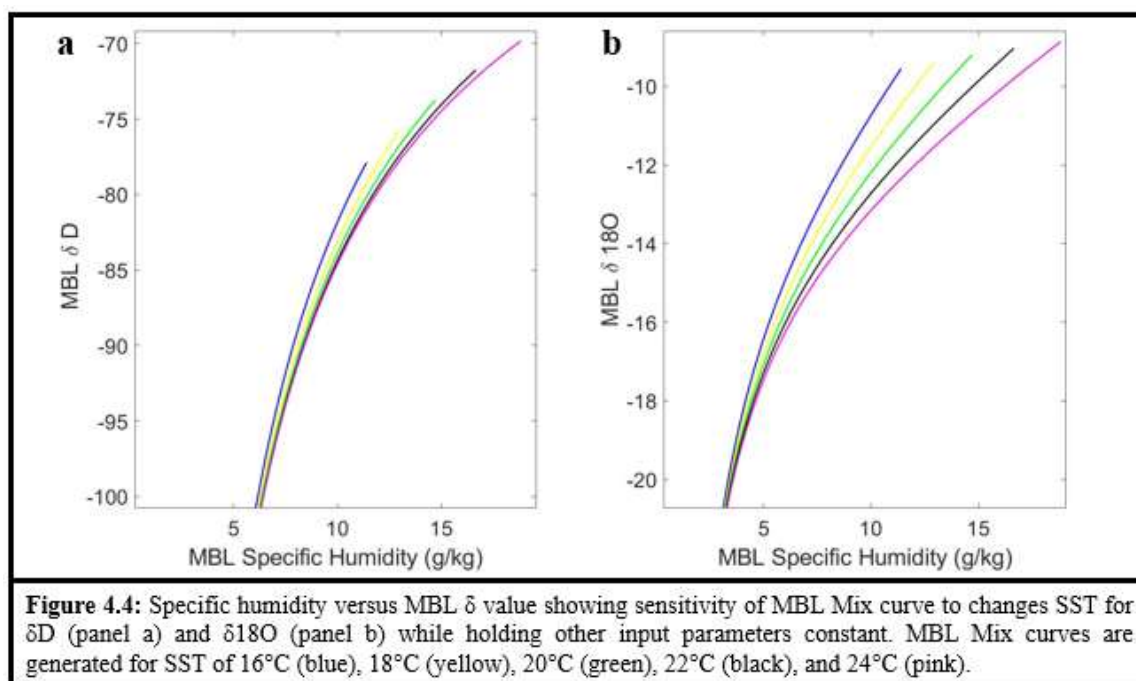 a
b
-70
-75
-80
-85
-90
-95
-100
MBL δ D
5
10
15
MBL Specific Humidity (g/kg)
-10
-12
-14
-16
-18
-20
MBL δ 18O
5
10
15
MBL Specific Humidity (g/kg)
Figure 4.4: Specific humidity versus MBL δ value showing sensitivity of MBL Mix curve to changes SST for
δD (panel a) and δ18O (panel b) while holding other input parameters constant. MBL Mix curves are
generated for SST of 16°C (blue), 18°C (yellow), 20°C (green), 22°C (black), and 24°C (pink).